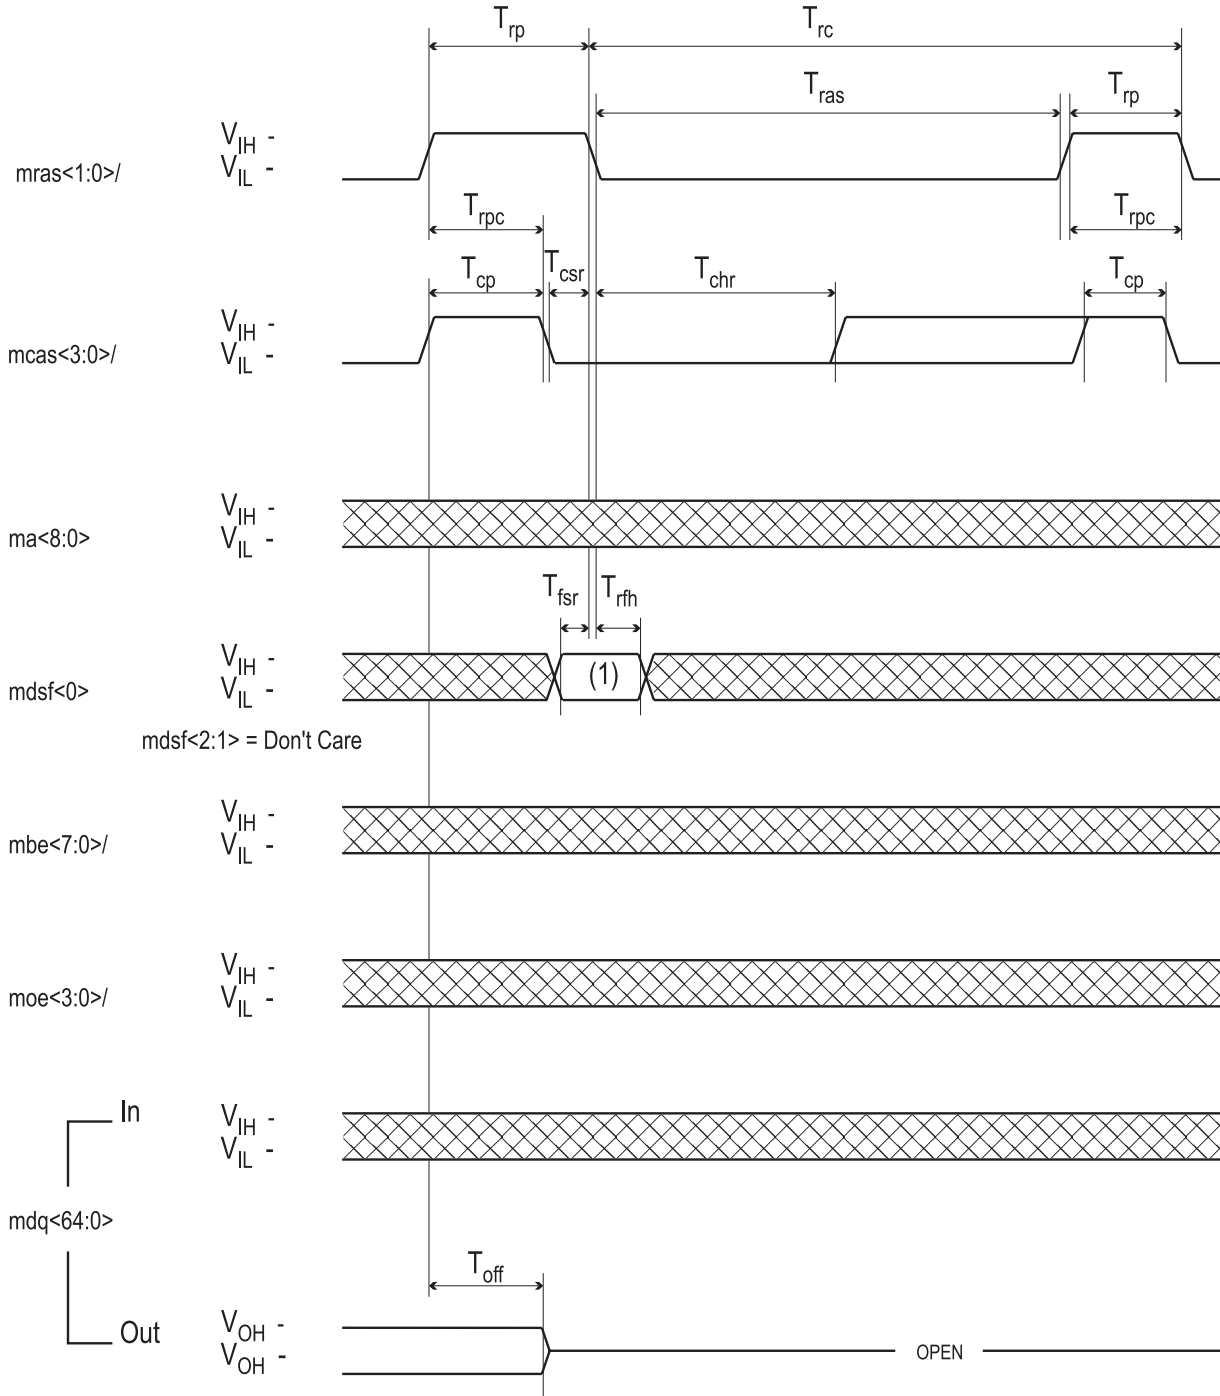 Trp Trc
Tras Trp
VIH -
mras<1:0>/ VIL -
Trpc Trpc
Tcp Tcsr Tchr Tcp
VIH -
mcas<3:0>/ VIL -
VIH -
ma<8:0> VIL -
Tfsr Trfh
VIH -
mdsf<0> VIL - (1)
mdsf<2:1> = Don't Care
VIH -
mbe<7:0>/ VIL -
VIH -
moe<3:0>/ VIL -
In VIH -
VIL -
mdq<64:0>
Toff
Out VOH -
VOH - OPEN